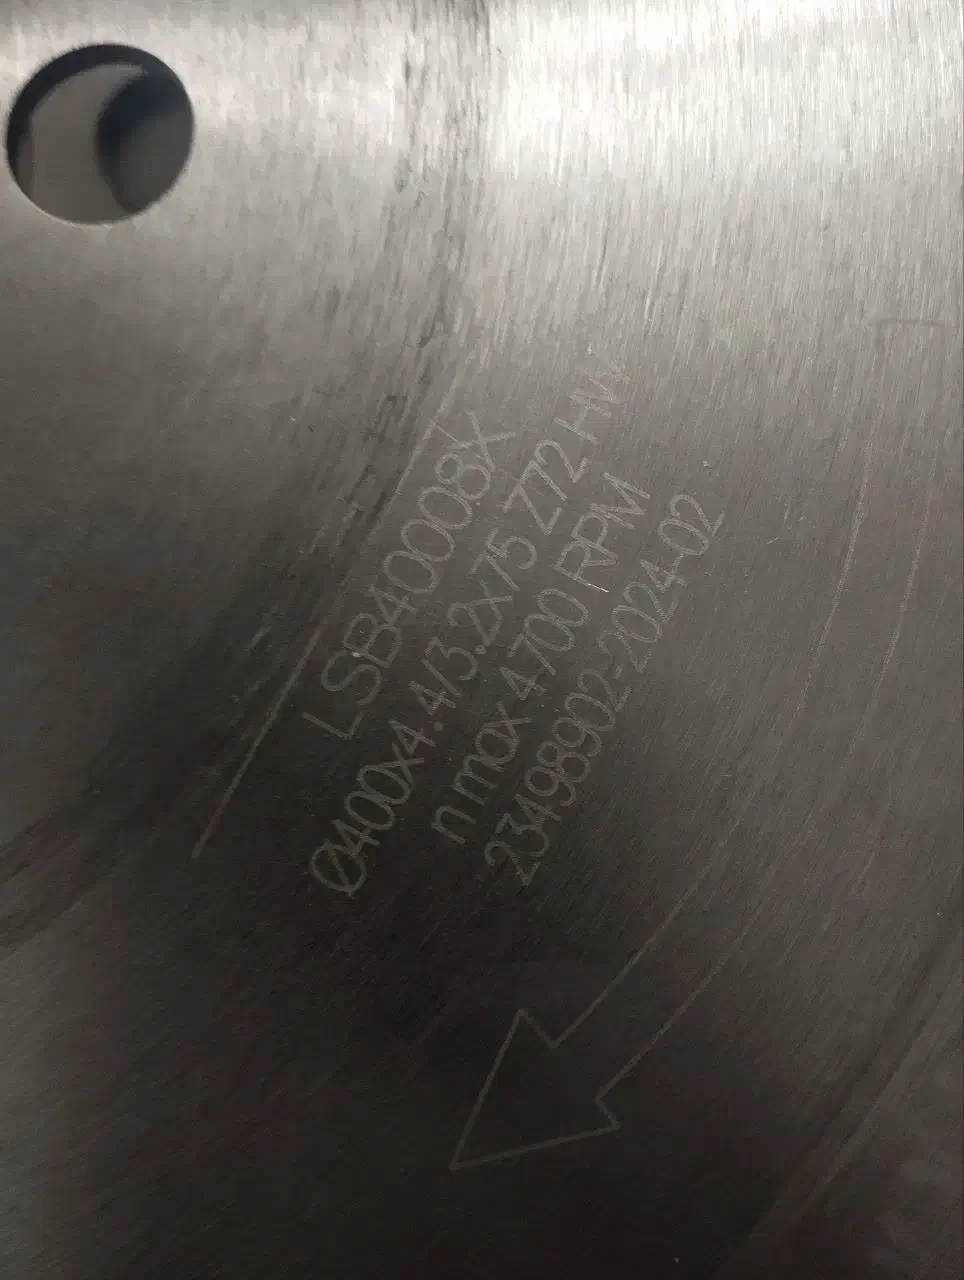 LSB40008X
Ø400x4.4/3.2x75 Z72 HW
n max 4700 RPM
23498902-2024-02